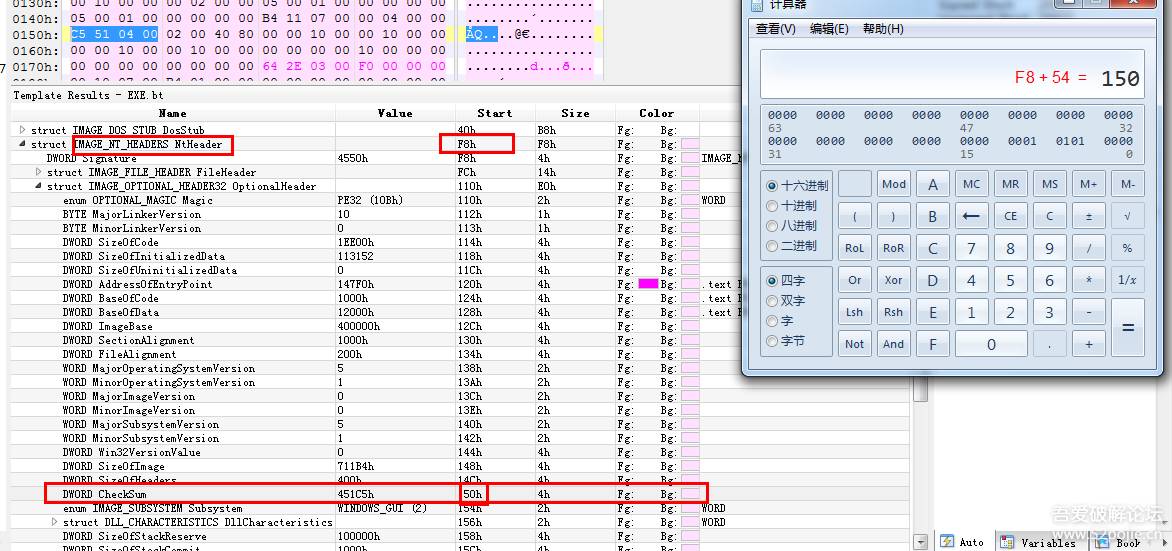 0130h: 00 10 00 00 00 02 00 00 05 00 01 00 00 00 00 00
0140h: 05 00 01 00 00 00 00 00 B4 11 07 00 00 04 00 00
0150h: C5 51 04 00 02 00 40 80 00 00 10 00 00 10 00 00 ÅQ....@€........
0160h: 00 00 10 00 00 10 00 00 00 00 00 00 10 00 00 00
0170h: 00 00 00 00 00 00 00 00 64 2E 03 00 F0 00 00 00 ........d...ð...
Template Results - EXE.bt
Name Value Start Size Color
struct IMAGE_DOS_STUB DosStub 40h B8h Fg: Bg:
struct IMAGE_NT_HEADERS NtHeader F8h F8h Fg: Bg:
DWORD Signature 4550h F8h 4h Fg: Bg:
struct IMAGE_FILE_HEADER FileHeader FCh 14h Fg: Bg:
struct IMAGE_OPTIONAL_HEADER32 OptionalHeader 110h E0h Fg: Bg:
enum OPTIONAL_MAGIC Magic PE32 (10Bh) 110h 2h Fg: Bg: WORD
BYTE MajorLinkerVersion 10 112h 1h Fg: Bg:
BYTE MinorLinkerVersion 0 113h 1h Fg: Bg:
DWORD SizeOfCode 1EE00h 114h 4h Fg: Bg:
DWORD SizeOfInitializedData 113152 118h 4h Fg: Bg:
DWORD SizeOfUninitializedData 0 11Ch 4h Fg: Bg:
DWORD AddressOfEntryPoint 147F0h 120h 4h Fg: Bg: .text
DWORD BaseOfCode 1000h 124h 4h Fg: Bg: .text
DWORD BaseOfData 12000h 128h 4h Fg: Bg: .text
DWORD ImageBase 400000h 12Ch 4h Fg: Bg:
DWORD SectionAlignment 1000h 130h 4h Fg: Bg:
DWORD FileAlignment 200h 134h 4h Fg: Bg:
WORD MajorOperatingSystemVersion 5 138h 2h Fg: Bg:
WORD MinorOperatingSystemVersion 1 13Ah 2h Fg: Bg:
WORD MajorImageVersion 0 13Ch 2h Fg: Bg:
WORD MinorImageVersion 0 13Eh 2h Fg: Bg:
WORD MajorSubsystemVersion 5 140h 2h Fg: Bg:
WORD MinorSubsystemVersion 1 142h 2h Fg: Bg:
DWORD Win32VersionValue 0 144h 4h Fg: Bg:
DWORD SizeOfImage 711B4h 148h 4h Fg: Bg:
DWORD SizeOfHeaders 400h 14Ch 4h Fg: Bg:
DWORD CheckSum 451C5h 50h 4h Fg: Bg:
enum IMAGE_SUBSYSTEM Subsystem WINDOWS_GUI (2) 154h 2h Fg: Bg: WORD
struct DLL_CHARACTERISTICS DllCharacteristics 156h 2h Fg: Bg: WORD
DWORD SizeOfStackReserve 100000h 158h 4h Fg: Bg:
DWORD SizeOfStackCommit 1000h 15Ch 4h Fg: Bg:
计算器
查看(V) 编辑(E) 帮助(H)
F8 + 54 = 150
0000 0000 0000 0000 0000 0000 0000 0000
63 47 32
0000 0000 0000 0000 0000 0001 0101 0000
31 15 0
十六进制 Mod A MC MR MS M+ M-
十进制
八进制 ( ) B ← CE C ± √
二进制 RoL RoR C 7 8 9 / %
四字 Or Xor D 4 5 6 * 1/x
双字
字 Lsh Rsh E 1 2 3 - =
字节 Not And F 0 . +
吾爱破解论坛
www.52pojie.cn
Auto Variables Book